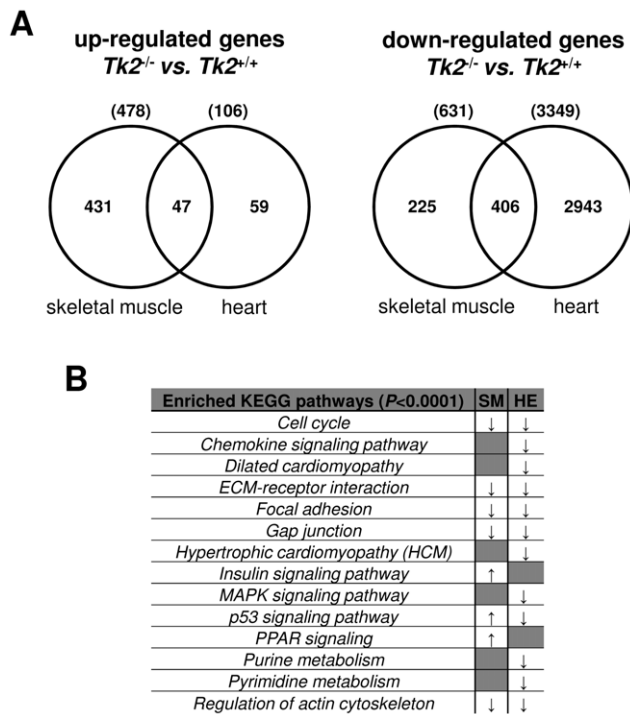 A
up-regulated genes
Tk2-/- vs. Tk2+/+
(478) (106)
431 47 59
skeletal muscle heart
down-regulated genes
Tk2-/- vs. Tk2+/+
(631) (3349)
225 406 2943
skeletal muscle heart
B
Enriched KEGG pathways (P<0.0001) SM HE
Cell cycle ↓ ↓
Chemokine signaling pathway ↓
Dilated cardiomyopathy ↓
ECM-receptor interaction ↓ ↓
Focal adhesion ↓ ↓
Gap junction ↓ ↓
Hypertrophic cardiomyopathy (HCM) ↓
Insulin signaling pathway ↑
MAPK signaling pathway ↓
p53 signaling pathway ↑ ↓
PPAR signaling ↑
Purine metabolism ↓
Pyrimidine metabolism ↓
Regulation of actin cytoskeleton ↓ ↓